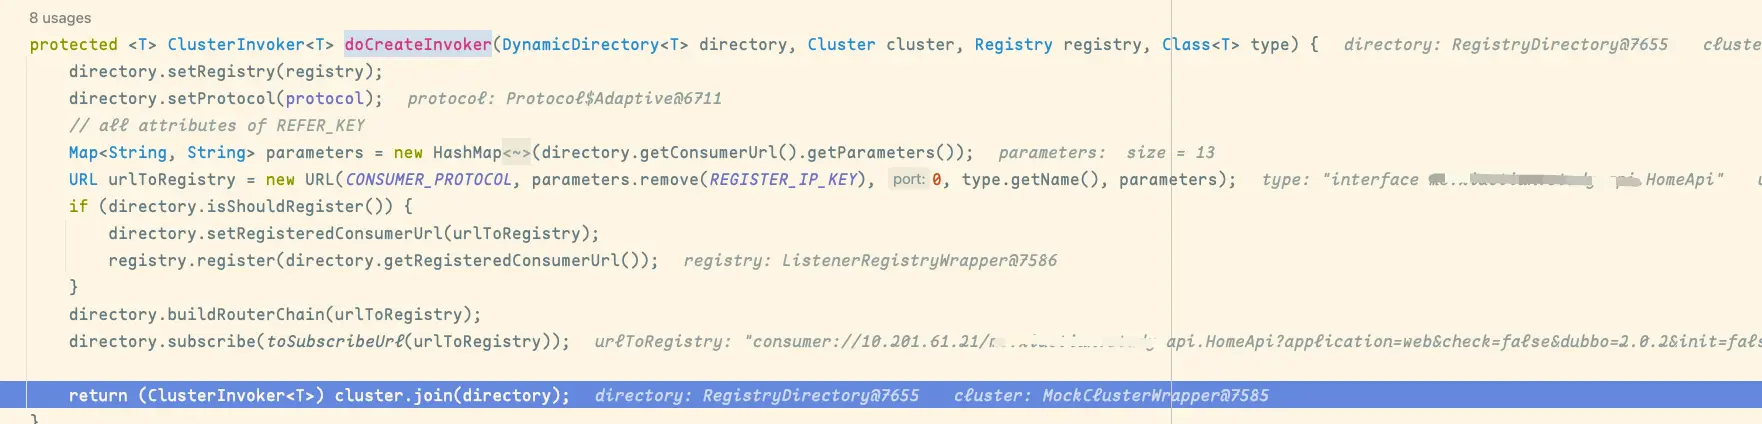 8 usages
protected <T> ClusterInvoker<T> doCreateInvoker(DynamicDirectory<T> directory, Cluster cluster, Registry registry, Class<T> type) {   directory: RegistryDirectory@7655   cluste
directory.setRegistry(registry);
directory.setProtocol(protocol);   protocol: Protocol$Adaptive@6711
// all attributes of REFER_KEY
Map<String, String> parameters = new HashMap<~>(directory.getConsumerUrl().getParameters());   parameters:  size = 13
URL urlToRegistry = new URL(CONSUMER_PROTOCOL, parameters.remove(REGISTER_IP_KEY), port: 0, type.getName(), parameters);   type: "interface HomeApi"
if (directory.isShouldRegister()) {
directory.setRegisteredConsumerUrl(urlToRegistry);
registry.register(directory.getRegisteredConsumerUrl());   registry: ListenerRegistryWrapper@7586
}
directory.buildRouterChain(urlToRegistry);
directory.subscribe(toSubscribeUrl(urlToRegistry));   urlToRegistry: "consumer://10.201.61.21/ api.HomeApi?application=web&check=false&dubbo=2.0.2&init=fals
return (ClusterInvoker<T>) cluster.join(directory);   directory: RegistryDirectory@7655   cluster: MockClusterWrapper@7585
}